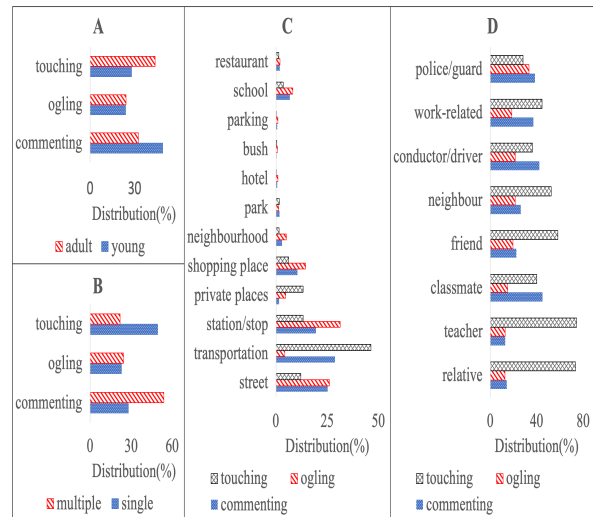 A
touching
ogling
commenting
0 30
Distribution(%)
adult young
B
touching
ogling
commenting
0 30 60
Distribution(%)
multiple single
C
restaurant
school
parking
bush
hotel
park
neighbourhood
shopping place
private places
station/stop
transportation
street
0 25 50
Distribution(%)
touching ogling
commenting
D
police/guard
work-related
conductor/driver
neighbour
friend
classmate
teacher
relative
0 40 80
Distribution(%)
touching ogling
commenting